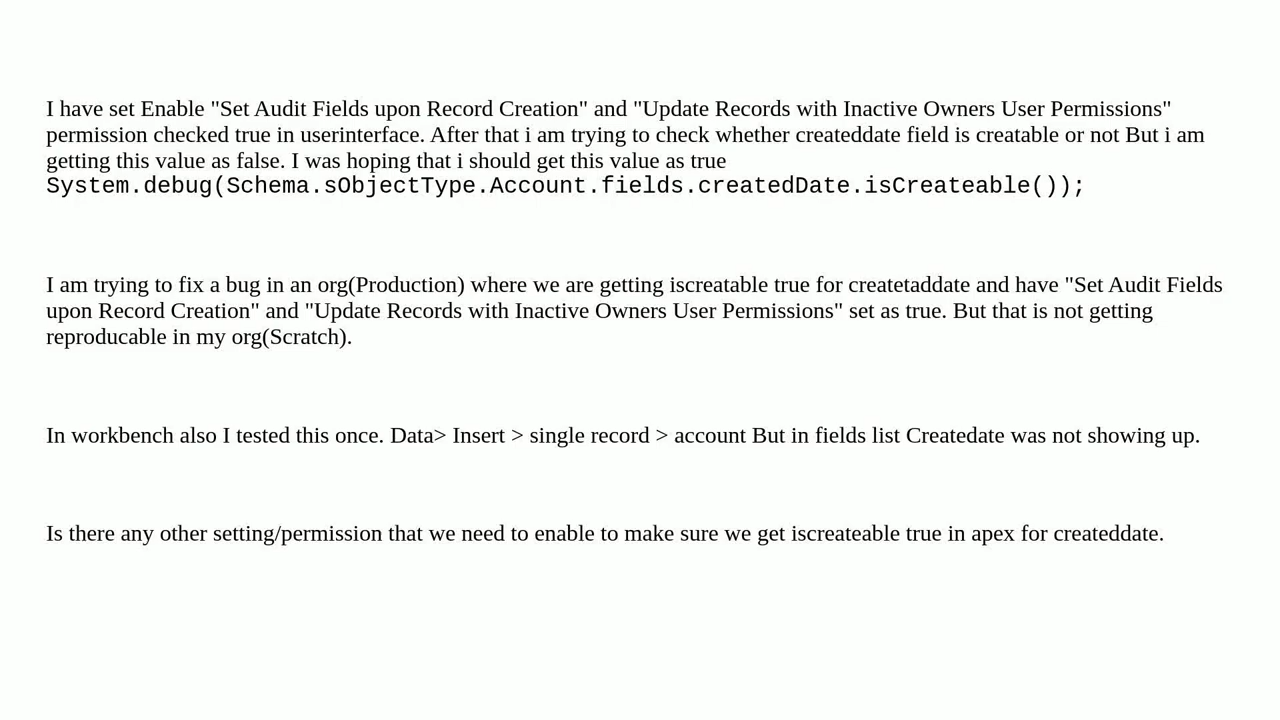 I have set Enable "Set Audit Fields upon Record Creation" and "Update Records with Inactive Owners User Permissions"
permission checked true in userinterface. After that i am trying to check whether createddate field is creatable or not But i am
getting this value as false. I was hoping that i should get this value as true
System.debug(Schema.sObjectType.Account.fields.createdDate.isCreateable());
I am trying to fix a bug in an org(Production) where we are getting iscreatable true for createtaddate and have "Set Audit Fields
upon Record Creation" and "Update Records with Inactive Owners User Permissions" set as true. But that is not getting
reproducable in my org(Scratch).
In workbench also I tested this once. Data> Insert > single record > account But in fields list Createdate was not showing up.
Is there any other setting/permission that we need to enable to make sure we get iscreateable true in apex for createddate.